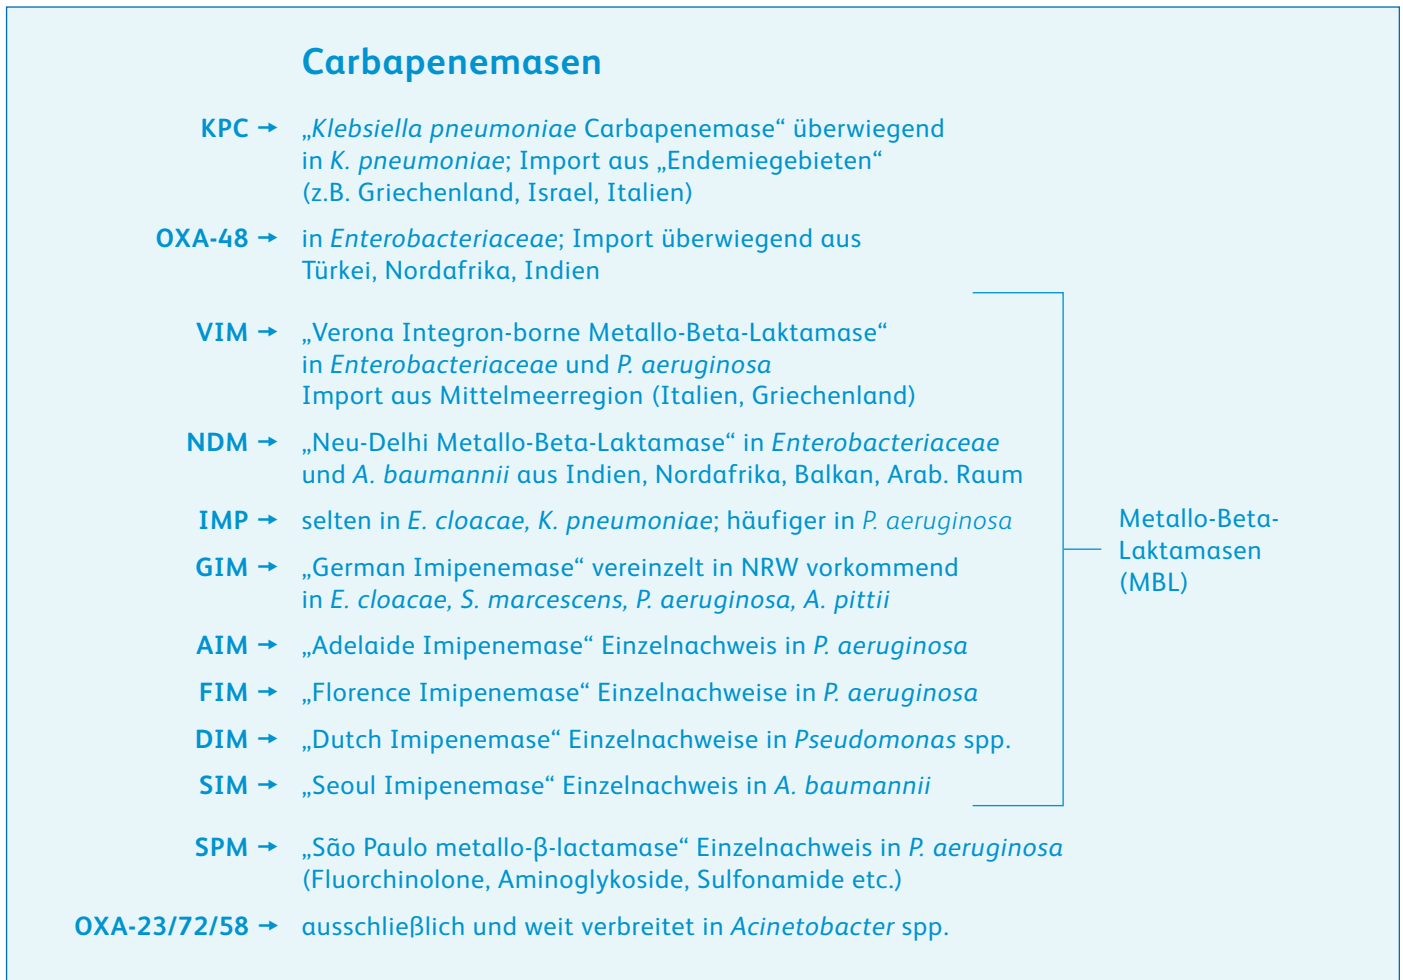 Carbapenemasen
KPC → „Klebsiella pneumoniae Carbapenemase“ überwiegend
in K. pneumoniae; Import aus „Endemiegebieten“
(z.B. Griechenland, Israel, Italien)
OXA-48 → in Enterobacteriaceae; Import überwiegend aus
Türkei, Nordafrika, Indien
VIM → „Verona Integron-borne Metallo-Beta-Laktamase“
in Enterobacteriaceae und P. aeruginosa
Import aus Mittelmeerregion (Italien, Griechenland)
NDM → „Neu-Delhi Metallo-Beta-Laktamase“ in Enterobacteriaceae
und A. baumannii aus Indien, Nordafrika, Balkan, Arab. Raum
IMP → selten in E. cloacae, K. pneumoniae; häufiger in P. aeruginosa
GIM → „German Imipenemase“ vereinzelt in NRW vorkommend
in E. cloacae, S. marcescens, P. aeruginosa, A. pittii
AIM → „Adelaide Imipenemase“ Einzelnachweis in P. aeruginosa
FIM → „Florence Imipenemase“ Einzelnachweise in P. aeruginosa
DIM → „Dutch Imipenemase“ Einzelnachweise in Pseudomonas spp.
SIM → „Seoul Imipenemase“ Einzelnachweis in A. baumannii
Metallo-Beta-
Laktamasen
(MBL)
SPM → „São Paulo metallo-β-lactamase“ Einzelnachweis in P. aeruginosa
(Fluorchinolone, Aminoglykoside, Sulfonamide etc.)
OXA-23/72/58 → ausschließlich und weit verbreitet in Acinetobacter spp.